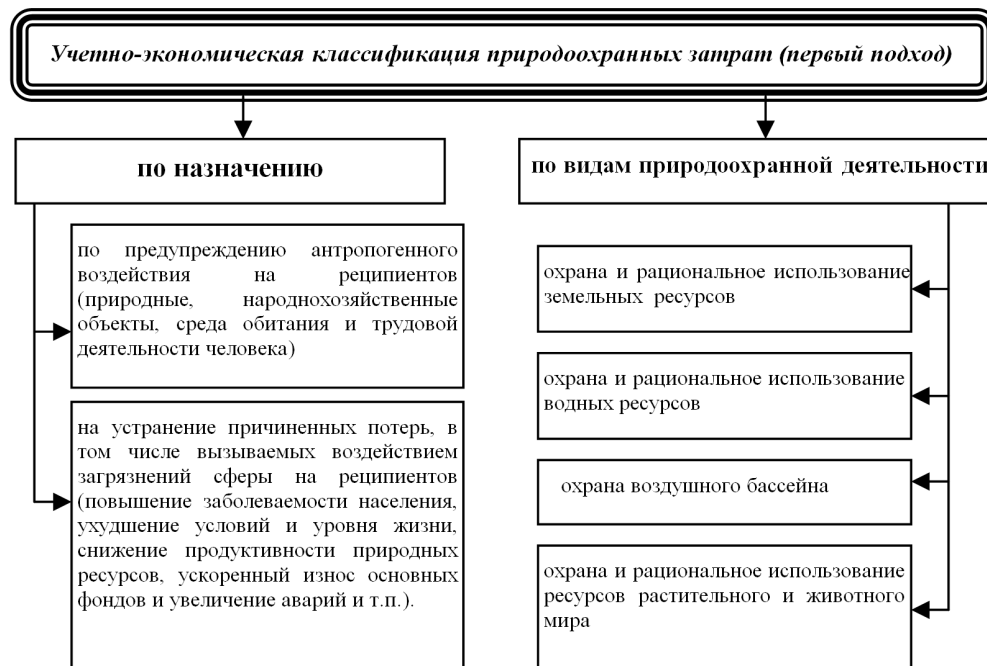 Учетно-экономическая классификация природоохранных затрат (первый подход)
по назначению
по предупреждению антропогенного
воздействия на реципиентов
(природные, народнохозяйственные
объекты, среда обитания и трудовой
деятельности человека)
на устранение причиненных потерь, в
том числе вызываемых воздействием
загрязнений сферы на реципиентов
(повышение заболеваемости населения,
ухудшение условий и уровня жизни,
снижение продуктивности природных
ресурсов, ускоренный износ основных
фондов и увеличение аварий и т.п.).
по видам природоохранной деятельности
охрана и рациональное использование
земельных ресурсов
охрана и рациональное использование
водных ресурсов
охрана воздушного бассейна
охрана и рациональное использование
ресурсов растительного и животного
мира